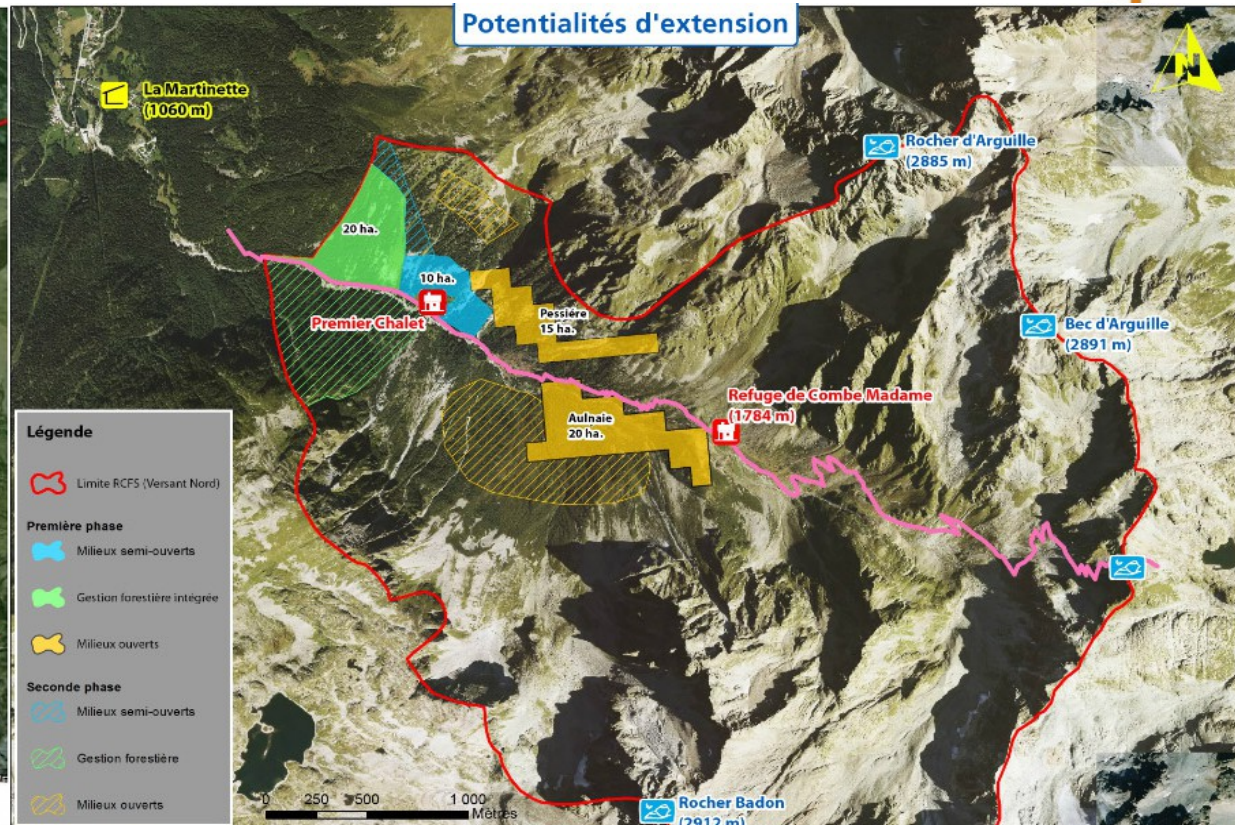 Potentialités d'extension
N
La Martinette
(1060 m)
Rocher d'Arguille
(2885 m)
20 ha.
10 ha.
Premier Chalet
Pessière
15 ha.
Bec d'Arguille
(2891 m)
Refuge de Combe Madame
(1784 m)
Aulnaie
20 ha.
Légende
Limite RCFS (Versant Nord)
Première phase
Milieux semi-ouverts
Gestion forestière intégrée
Milieux ouverts
Seconde phase
Milieux semi-ouverts
Gestion forestière
Milieux ouverts
0 250 500 1 000
Mètres
Rocher Badon
(2912 m)